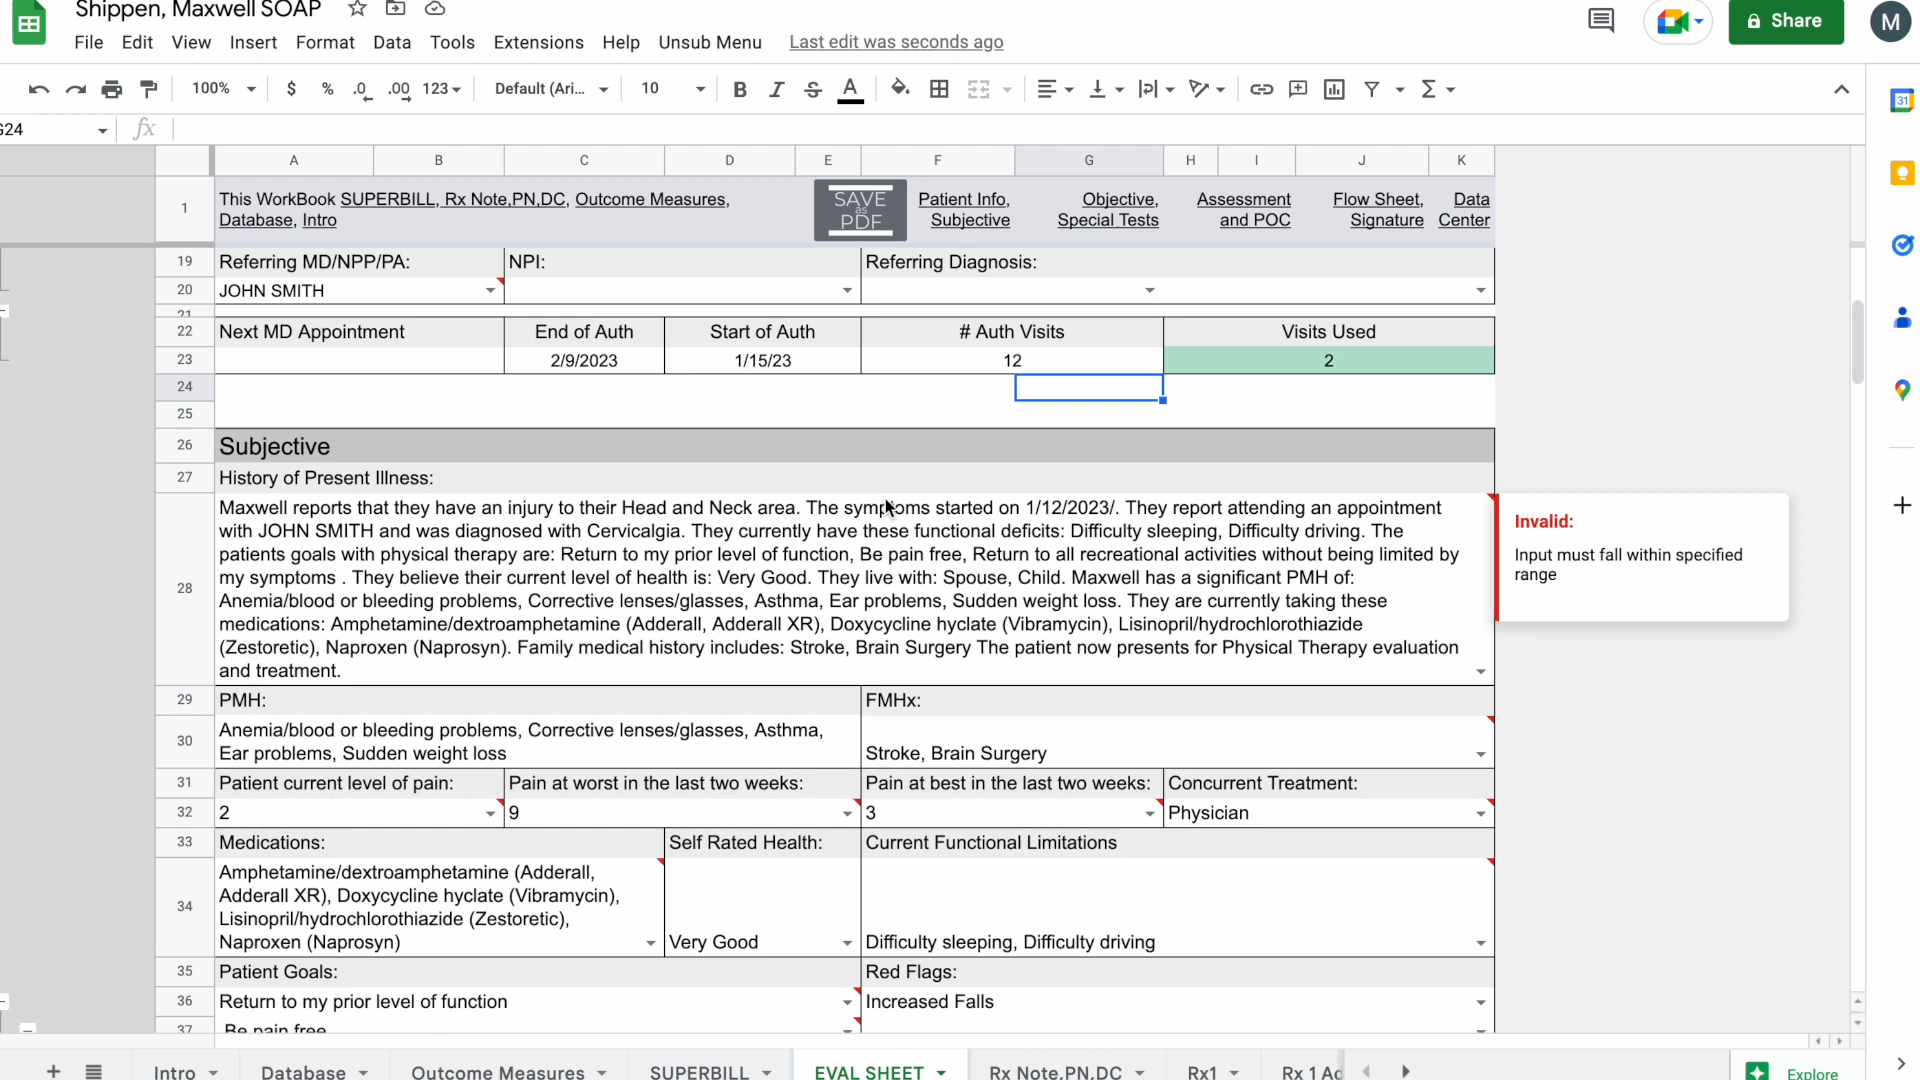 Shippen, Maxwell SOAP
File Edit View Insert Format Data Tools Extensions Help Unsub Menu Last edit was seconds ago
Share
M
100% $ % .0 .00 123 Default (Ari... 10 B I S A
G24 fx
31
A B C D E F G H I J K
1 This WorkBook SUPERBILL, Rx Note,PN,DC, Outcome Measures,
Database, Intro
SAVE
as
PDF
Patient Info,
Subjective
Objective,
Special Tests
Assessment
and POC
Flow Sheet,
Signature
Data
Center
19 Referring MD/NPP/PA: NPI: Referring Diagnosis:
20 JOHN SMITH
21
22 Next MD Appointment End of Auth Start of Auth # Auth Visits Visits Used
23 2/9/2023 1/15/23 12 2
24
25
26 Subjective
27 History of Present Illness:
28 Maxwell reports that they have an injury to their Head and Neck area. The symptoms started on 1/12/2023/. They report attending an appointment
with JOHN SMITH and was diagnosed with Cervicalgia. They currently have these functional deficits: Difficulty sleeping, Difficulty driving. The
patients goals with physical therapy are: Return to my prior level of function, Be pain free, Return to all recreational activities without being limited by
my symptoms . They believe their current level of health is: Very Good. They live with: Spouse, Child. Maxwell has a significant PMH of:
Anemia/blood or bleeding problems, Corrective lenses/glasses, Asthma, Ear problems, Sudden weight loss. They are currently taking these
medications: Amphetamine/dextroamphetamine (Adderall, Adderall XR), Doxycycline hyclate (Vibramycin), Lisinopril/hydrochlorothiazide
(Zestoretic), Naproxen (Naprosyn). Family medical history includes: Stroke, Brain Surgery The patient now presents for Physical Therapy evaluation
and treatment.
Invalid:
Input must fall within specified
range
29 PMH: FMHx:
30 Anemia/blood or bleeding problems, Corrective lenses/glasses, Asthma,
Ear problems, Sudden weight loss
Stroke, Brain Surgery
31 Patient current level of pain: Pain at worst in the last two weeks: Pain at best in the last two weeks: Concurrent Treatment:
32 2 9 3 Physician
33 Medications: Self Rated Health: Current Functional Limitations
34 Amphetamine/dextroamphetamine (Adderall,
Adderall XR), Doxycycline hyclate (Vibramycin),
Lisinopril/hydrochlorothiazide (Zestoretic),
Naproxen (Naprosyn)
Very Good
Difficulty sleeping, Difficulty driving
35 Patient Goals: Red Flags:
36 Return to my prior level of function Increased Falls
37 Be pain free
Intro Database Outcome Measures SUPERBILL EVAL SHEET Rx Note,PN,DC Rx1 Rx 1 Ad
Explore